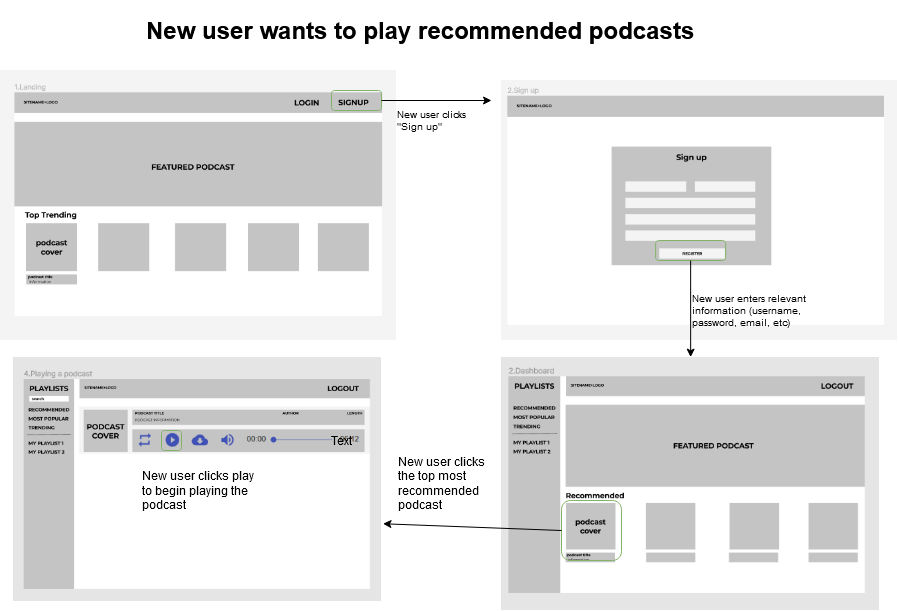 New user wants to play recommended podcasts
1.Lending
SITENAME+LOGO
LOGIN
SIGNUP
FEATURED PODCAST
Top Trending
podcast
cover
podcast title
information
New user clicks
"Sign up"
2.Sign up
SITENAME+LOGO
Sign up
REGISTER
New user enters relevant
information (username,
password, email, etc)
2.Dashboard
PLAYLISTS
SITENAME+LOGO
LOGOUT
RECOMMENDED
MOST POPULAR
TRENDING
MY PLAYLIST 1
MY PLAYLIST 2
FEATURED PODCAST
Recommended
podcast
cover
podcast title
information
New user clicks
the top most
recommended
podcast
4.Playing a podcast
PLAYLISTS
search
SITENAME+LOGO
LOGOUT
RECOMMENDED
MOST POPULAR
TRENDING
MY PLAYLIST 1
MY PLAYLIST 2
PODCAST
COVER
PODCAST TITLE
AUTHOR
LENGTH
PODCAST INFORMATION
00:00
Text
New user clicks play
to begin playing the
podcast